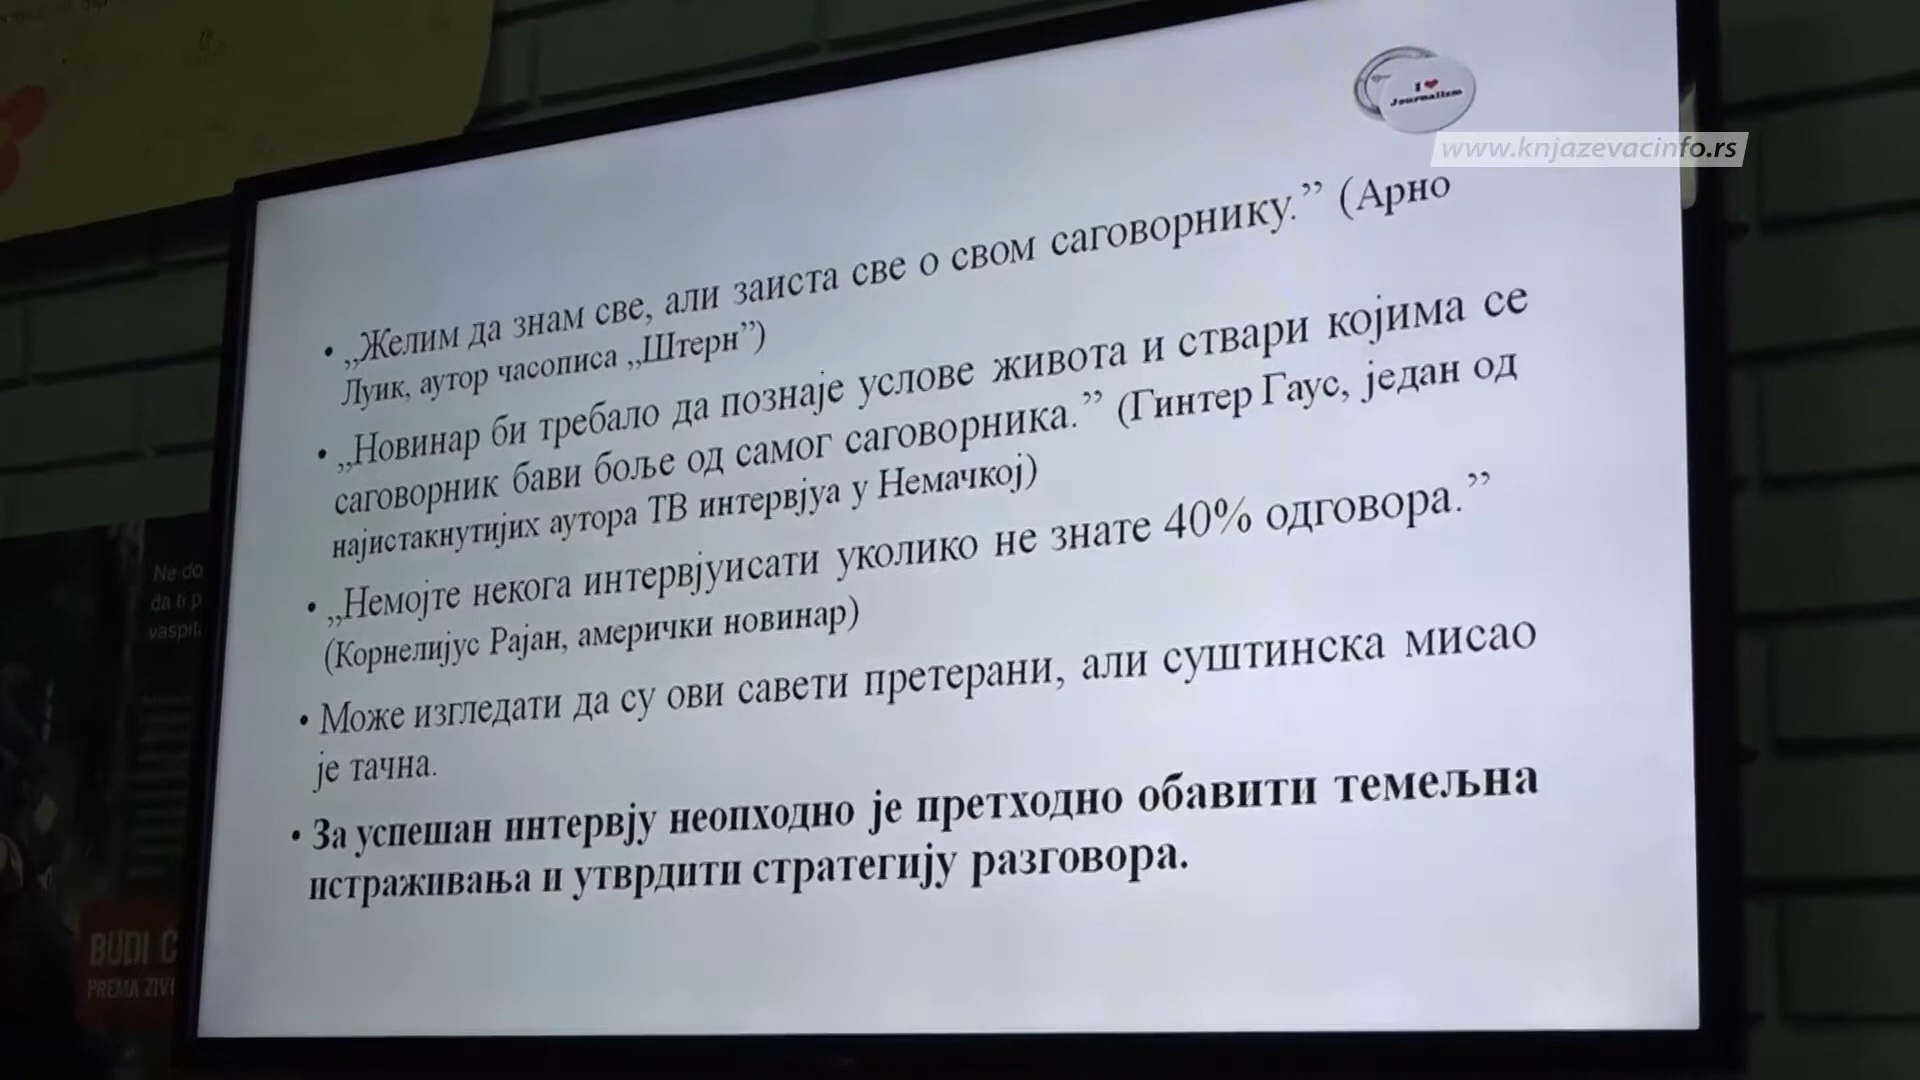 I ❤
Journalism
www.knjazevacinfo.rs
• „Желим да знам све, али заиста све о свом саговорнику.” (Арно
Луик, аутор часописа „Штерн”)
• „Новинар би требало да познаје услове живота и ствари којима се
саговорник бави боље од самог саговорника.” (Гинтер Гаус, један од
најистакнутијих аутора ТВ интервјуа у Немачкој)
• „Немојте некога интервјуисати уколико не знате 40% одговора.”
(Корнелијус Рајан, амерички новинар)
• Може изгледати да су ови савети претерани, али суштинска мисао
је тачна.
• За успешан интервју неопходно је претходно обавити темељна
истраживања и утврдити стратегију разговора.
Ne do
da ti p
vaspit
BUDI
PREMA ŽIV